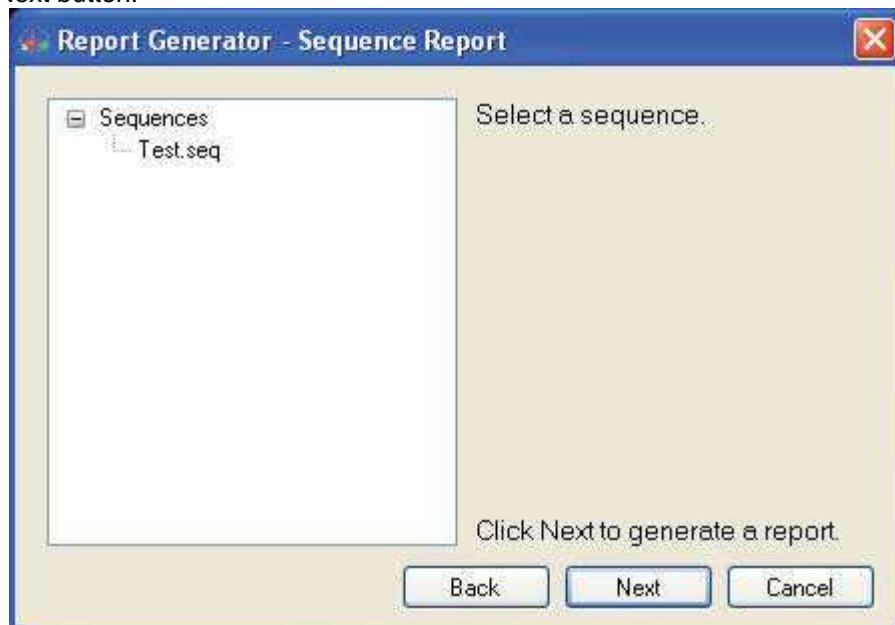 Report Generator - Sequence Report
Sequences
Test.seq
Select a sequence.
Click Next to generate a report.
Back Next Cancel